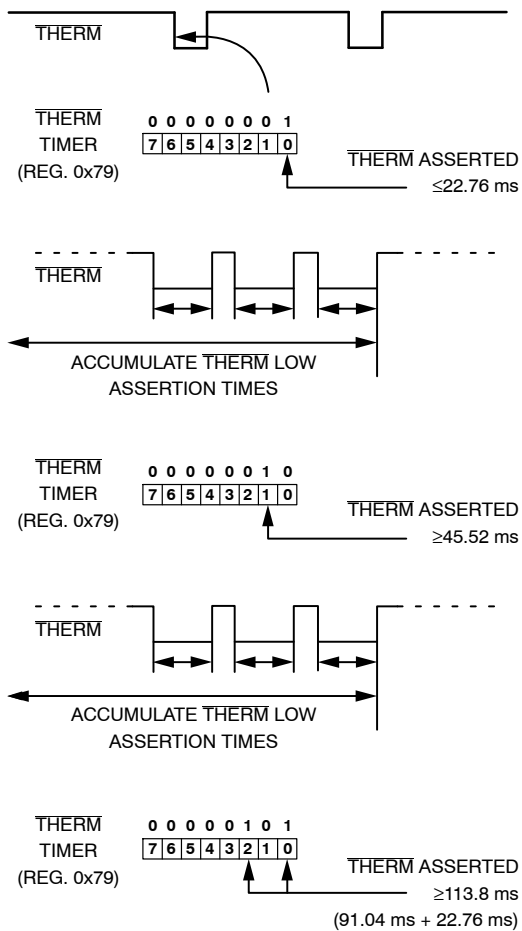 THERM
THERM
TIMER
(REG. 0x79)
0 0 0 0 0 0 0 1
7 6 5 4 3 2 1 0
THERM ASSERTED
≤22.76 ms
THERM
ACCUMULATE THERM LOW
ASSERTION TIMES
THERM
TIMER
(REG. 0x79)
0 0 0 0 0 0 1 0
7 6 5 4 3 2 1 0
THERM ASSERTED
≥45.52 ms
THERM
ACCUMULATE THERM LOW
ASSERTION TIMES
THERM
TIMER
(REG. 0x79)
0 0 0 0 0 1 0 1
7 6 5 4 3 2 1 0
THERM ASSERTED
≥113.8 ms
(91.04 ms + 22.76 ms)